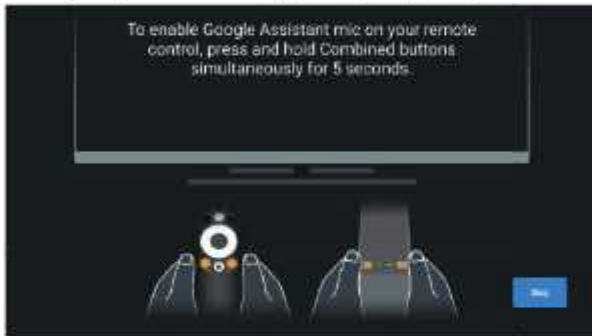 To enable Google Assistant mic on your remote
control, press and hold Combined buttons
simultaneously for 5 seconds.